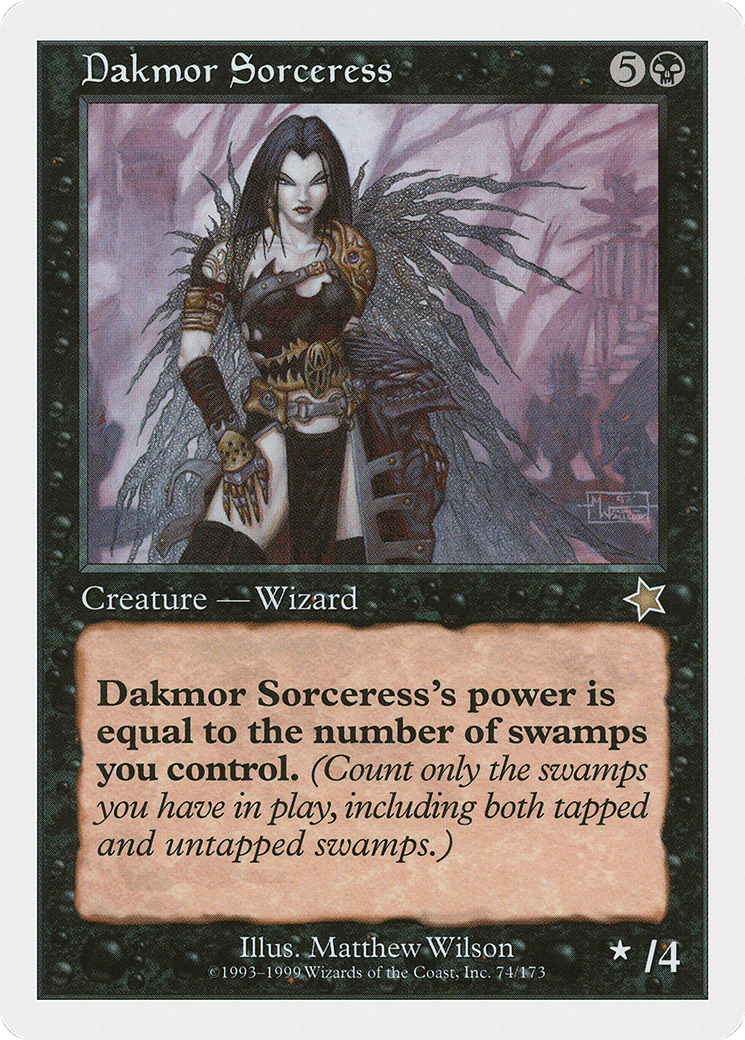 Dakmor Sorceress 5
Creature — Wizard
Dakmor Sorceress's power is
equal to the number of swamps
you control. (Count only the swamps
you have in play, including both tapped
and untapped swamps.)
Illus. Matthew Wilson
©1993–1999 Wizards of the Coast, Inc. 74/173
★/4